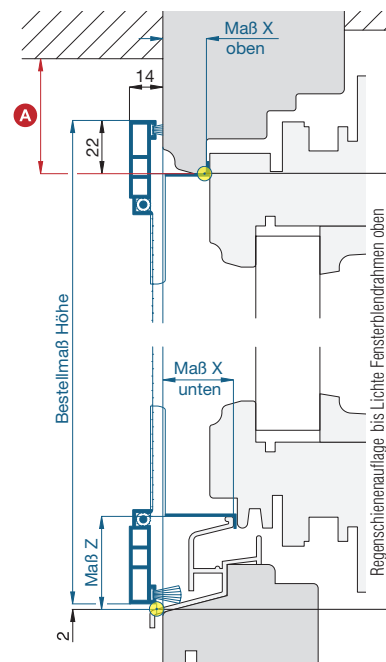 Maß X
oben
14
A
22
Bestellmaß Höhe
Maß X
unten
Regenschienenauflage bis Lichte Fensterblendrahmen oben
Maß Z
2